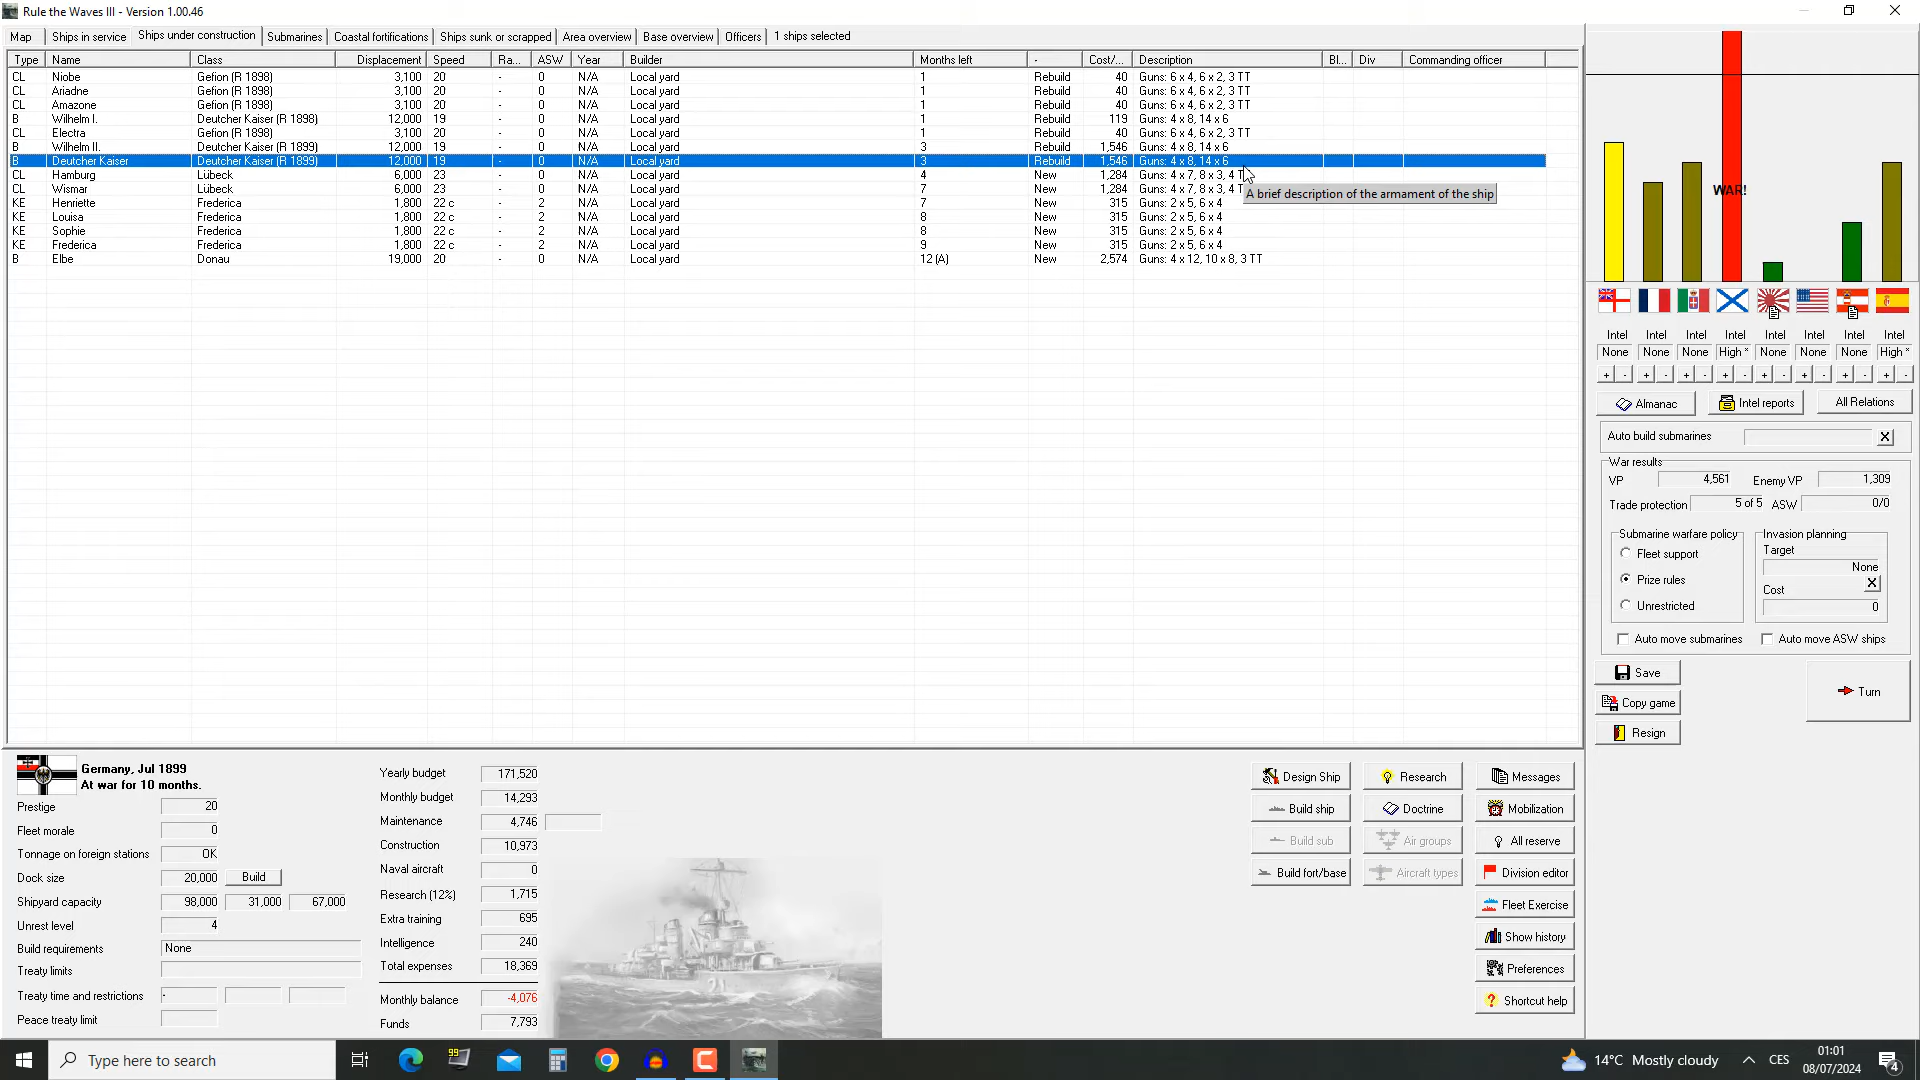 Rule the Waves III - Version 1.00.46
Map Ships in service Ships under construction Submarines Coastal fortifications Ships sunk or scrapped Area overview Base overview Officers 1 ships selected
Type Name Class Displacement Speed Ra... ASW Year Builder Months left - Cost/... Description Bl... Div Commanding officer
CL Niobe Gefion (R 1898) 3,100 20 - 0 N/A Local yard 1 Rebuild 40 Guns: 6 x 4, 6 x 2, 3 TT
CL Ariadne Gefion (R 1898) 3,100 20 - 0 N/A Local yard 1 Rebuild 40 Guns: 6 x 4, 6 x 2, 3 TT
CL Amazone Gefion (R 1898) 3,100 20 - 0 N/A Local yard 1 Rebuild 40 Guns: 6 x 4, 6 x 2, 3 TT
B Wilhelm I. Deutcher Kaiser (R 1898) 12,000 19 - 0 N/A Local yard 1 Rebuild 119 Guns: 4 x 8, 14 x 6
CL Electra Gefion (R 1898) 3,100 20 - 0 N/A Local yard 1 Rebuild 40 Guns: 6 x 4, 6 x 2, 3 TT
B Wilhelm II. Deutcher Kaiser (R 1899) 12,000 19 - 0 N/A Local yard 3 Rebuild 1,546 Guns: 4 x 8, 14 x 6
B Deutcher Kaiser Deutcher Kaiser (R 1899) 12,000 19 - 0 N/A Local yard 3 Rebuild 1,546 Guns: 4 x 8, 14 x 6
CL Hamburg Lübeck 6,000 23 - 0 N/A Local yard 4 New 1,284 Guns: 4 x 7, 8 x 3, 4
CL Wismar Lübeck 6,000 23 - 0 N/A Local yard 7 New 1,284 Guns: 4 x 7, 8 x 3, 4
A brief description of the armament of the ship
KE Henriette Frederica 1,800 22 c - 2 N/A Local yard 7 New 315 Guns: 2 x 5, 6 x 4
KE Louisa Frederica 1,800 22 c - 2 N/A Local yard 8 New 315 Guns: 2 x 5, 6 x 4
KE Sophie Frederica 1,800 22 c - 2 N/A Local yard 8 New 315 Guns: 2 x 5, 6 x 4
KE Frederica Frederica 1,800 22 c - 2 N/A Local yard 9 New 315 Guns: 2 x 5, 6 x 4
B Elbe Donau 19,000 20 - 0 N/A Local yard 12 (A) New 2,574 Guns: 4 x 12, 10 x 8, 3 TT
WAR!
Intel Intel Intel Intel Intel Intel Intel Intel
None None None High * None None None High *
+ - + - + - + - + - + - + - + -
Almanac Intel reports All Relations
Auto build submarines X
War results
VP 4,561 Enemy VP 1,309
Trade protection 5 of 5 ASW 0/0
Submarine warfare policy Invasion planning
Fleet support Target
None
Prize rules Cost X
Unrestricted 0
Auto move submarines Auto move ASW ships
Save
Turn
Copy game
Resign
Germany, Jul 1899
At war for 10 months.
Prestige 20
Fleet morale 0
Tonnage on foreign stations OK
Dock size 20,000 Build
Shipyard capacity 98,000 31,000 67,000
Unrest level 4
Build requirements None
Treaty limits
Treaty time and restrictions -
Peace treaty limit
Yearly budget 171,520
Monthly budget 14,293
Maintenance 4,746
Construction 10,973
Naval aircraft 0
Research (12%) 1,715
Extra training 695
Intelligence 240
Total expenses 18,369
Monthly balance -4,076
Funds 7,793
Design Ship Research Messages
Build ship Doctrine Mobilization
Build sub Air groups All reserve
Build fort/base Aircraft types Division editor
Fleet Exercise
Show history
Preferences
Shortcut help
Type here to search
99
14°C Mostly cloudy CES 01:01
08/07/2024
4